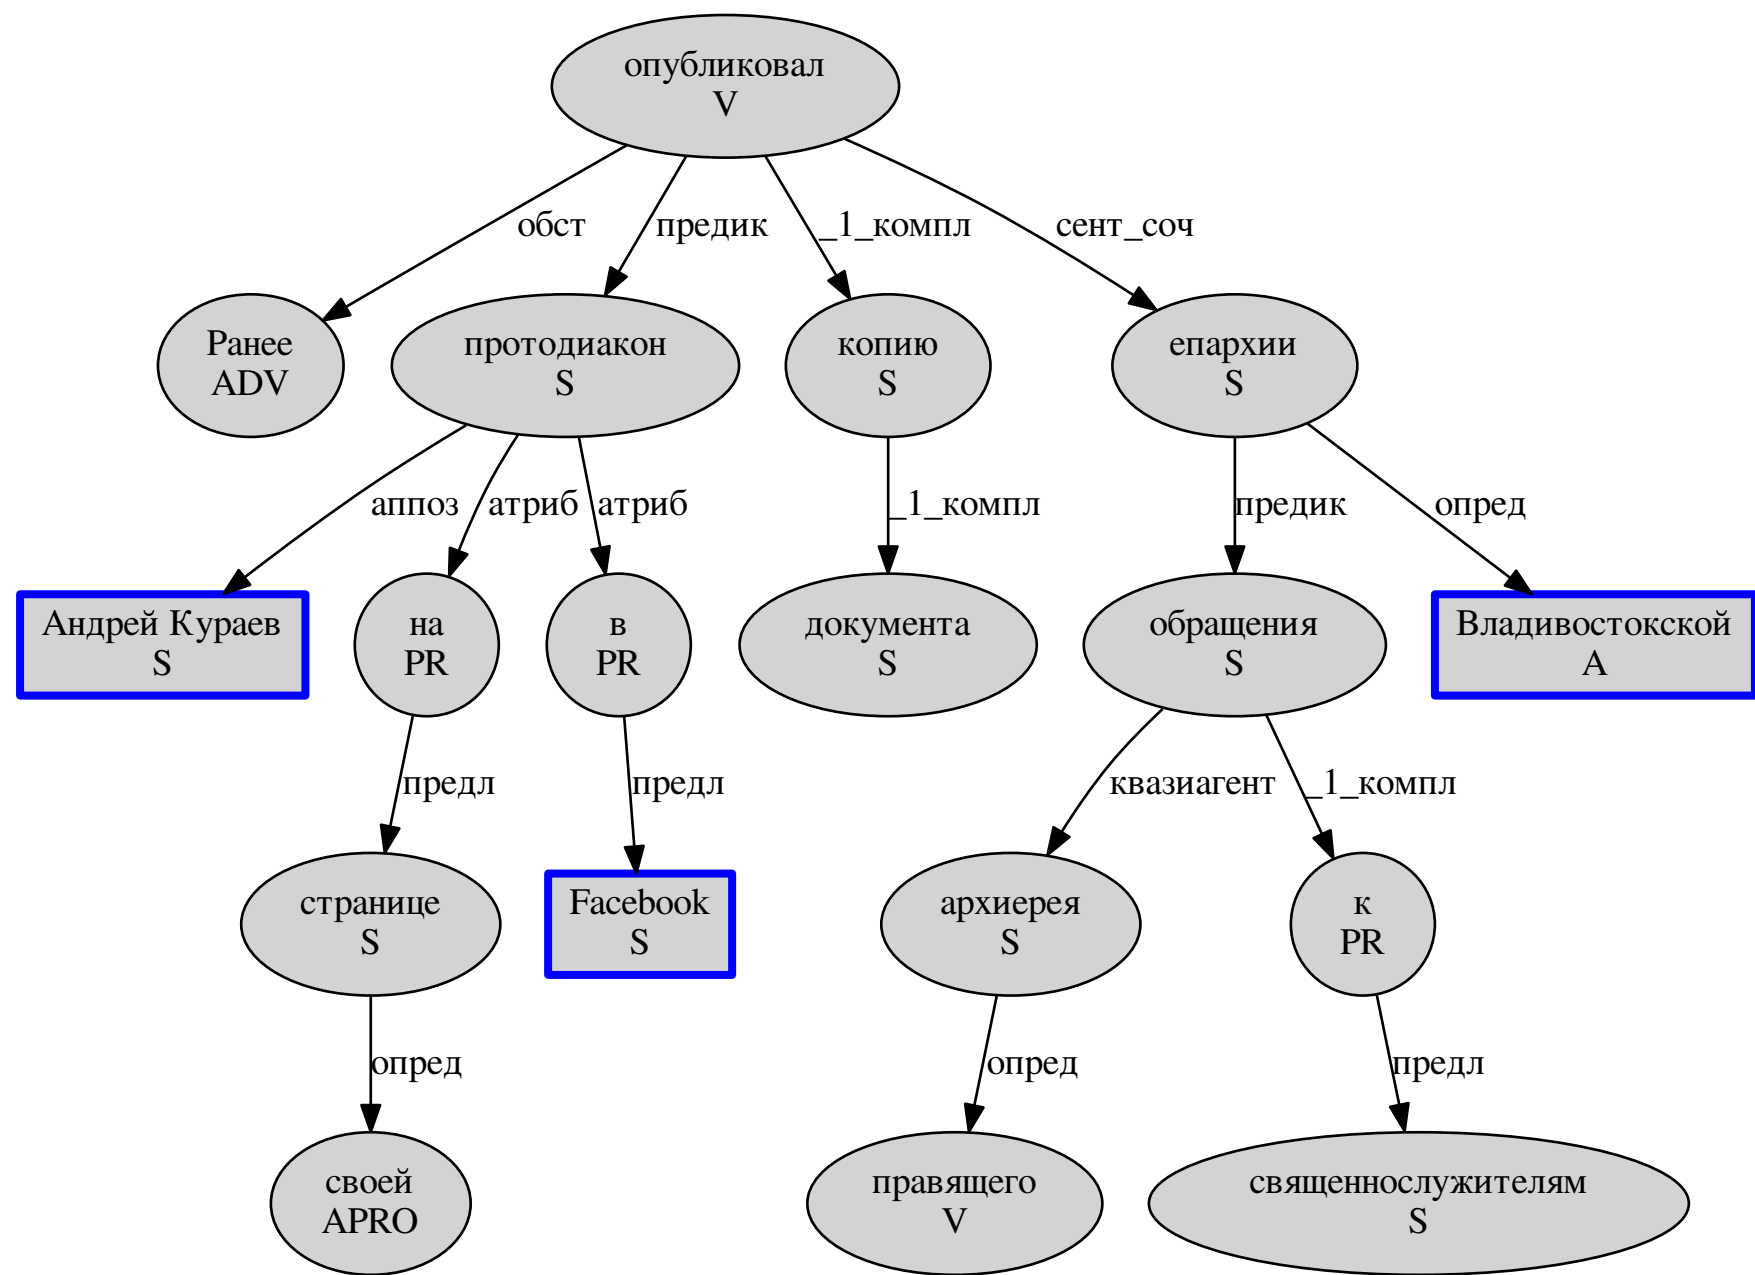 опубликовал
V
обст
предик
_1_компл
сент_соч
Ранее
ADV
протодиакон
S
копию
S
епархии
S
аппоз
атриб
атриб
_1_компл
предик
опред
Андрей Кураев
S
на
PR
в
PR
документа
S
обращения
S
Владивостокской
A
предл
предл
квазиагент
_1_компл
странице
S
Facebook
S
архиерея
S
к
PR
опред
опред
предл
своей
APRO
правящего
V
священнослужителям
S